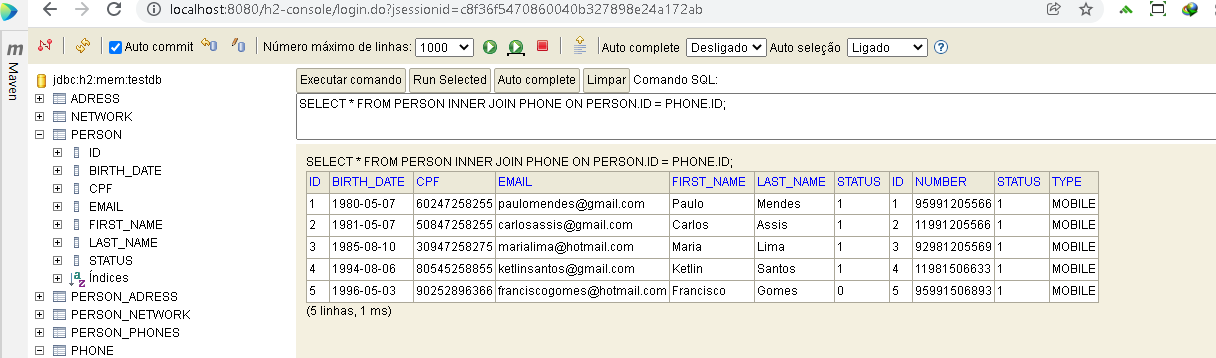 localhost:8080/h2-console/login.do?jsessionid=c8f36f5470860040b327898e24a172ab
m Maven
Auto commit Número máximo de linhas: 1000 Auto complete Desligado Auto seleção Ligado ?
jdbc:h2:mem:testdb
ADRESS
NETWORK
PERSON
ID
BIRTH_DATE
CPF
EMAIL
FIRST_NAME
LAST_NAME
STATUS
Índices
PERSON_ADRESS
PERSON_NETWORK
PERSON_PHONES
PHONE
Executar comando Run Selected Auto complete Limpar Comando SQL:
SELECT * FROM PERSON INNER JOIN PHONE ON PERSON.ID = PHONE.ID;
SELECT * FROM PERSON INNER JOIN PHONE ON PERSON.ID = PHONE.ID;
ID BIRTH_DATE CPF EMAIL FIRST_NAME LAST_NAME STATUS ID NUMBER STATUS TYPE
1 1980-05-07 60247258255 paulomendes@gmail.com Paulo Mendes 1 1 95991205566 1 MOBILE
2 1981-05-07 50847258255 carlosassis@gmail.com Carlos Assis 1 2 11991205566 1 MOBILE
3 1985-08-10 30947258275 marialima@hotmail.com Maria Lima 1 3 92981205569 1 MOBILE
4 1994-08-06 80545258855 ketlinsantos@gmail.com Ketlin Santos 1 4 11981506633 1 MOBILE
5 1996-05-03 90252896366 franciscogomes@hotmail.com Francisco Gomes 0 5 95991506893 1 MOBILE
(5 linhas, 1 ms)